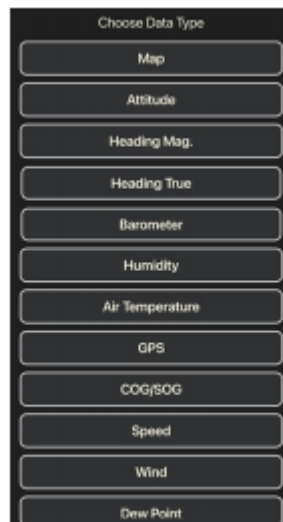 Choose Data Type
Map
Attitude
Heading Mag.
Heading True
Barometer
Humidity
Air Temperature
GPS
COG/SOG
Speed
Wind
Dew Point